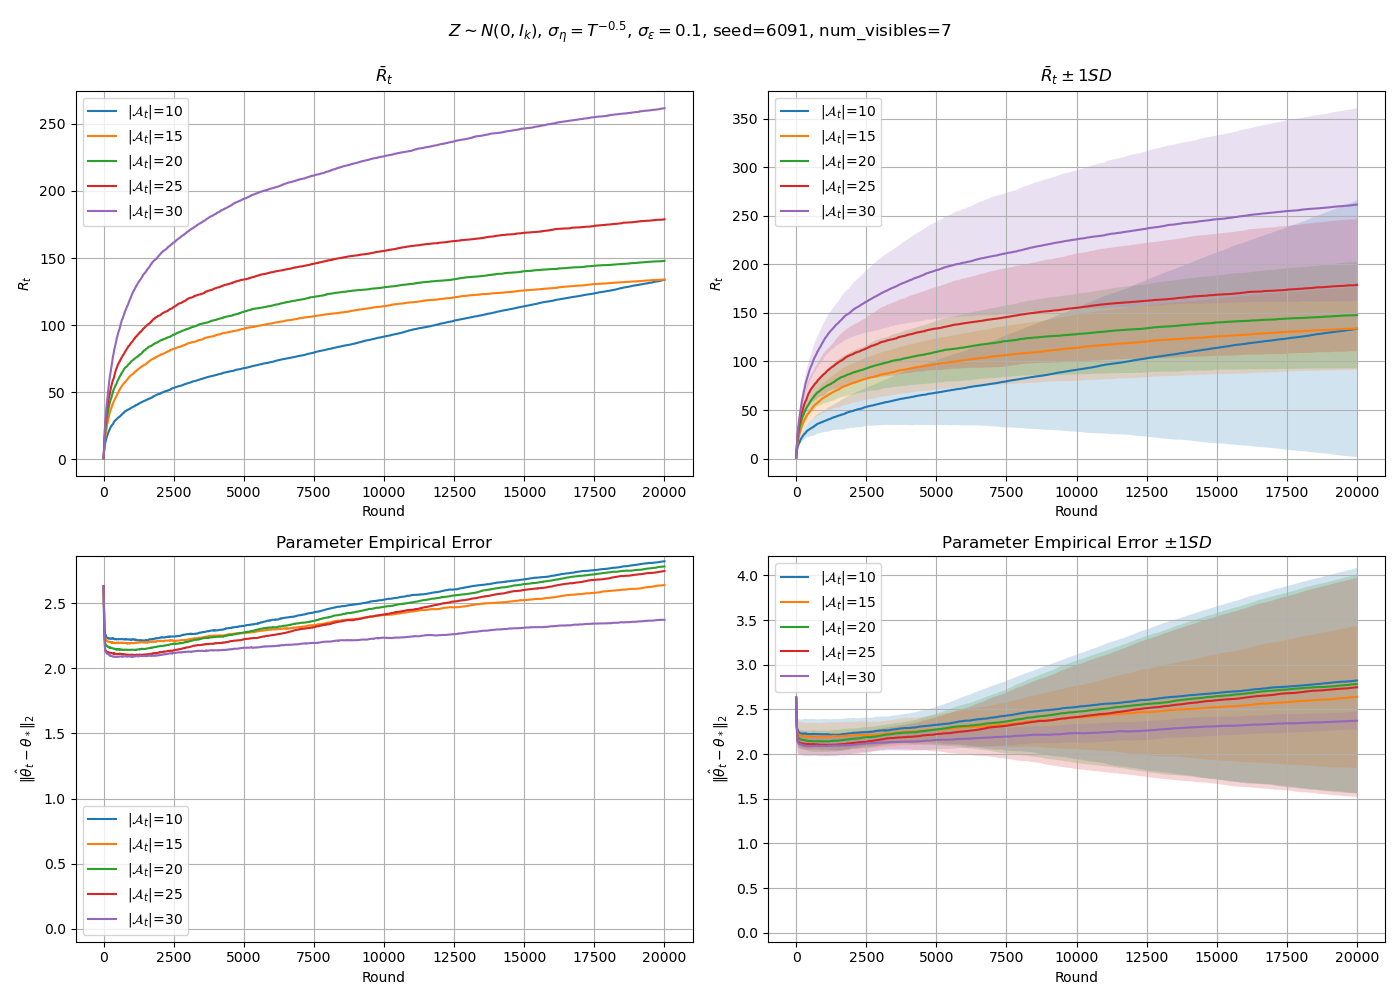 Z ∼ N(0, I_k), σ_η = T^{−0.5}, σ_ε = 0.1, seed=6091, num_visibles=7
R̄_t
R_t
250
200
150
100
50
0
|𝒜_t|=10
|𝒜_t|=15
|𝒜_t|=20
|𝒜_t|=25
|𝒜_t|=30
0 2500 5000 7500 10000 12500 15000 17500 20000
Round
R̄_t ± 1SD
R_t
350
300
250
200
150
100
50
0
|𝒜_t|=10
|𝒜_t|=15
|𝒜_t|=20
|𝒜_t|=25
|𝒜_t|=30
0 2500 5000 7500 10000 12500 15000 17500 20000
Round
Parameter Empirical Error
‖θ̂_t − θ_*‖_2
2.5
2.0
1.5
1.0
0.5
0.0
|𝒜_t|=10
|𝒜_t|=15
|𝒜_t|=20
|𝒜_t|=25
|𝒜_t|=30
0 2500 5000 7500 10000 12500 15000 17500 20000
Round
Parameter Empirical Error ±1SD
‖θ̂_t − θ_*‖_2
4.0
3.5
3.0
2.5
2.0
1.5
1.0
0.5
0.0
|𝒜_t|=10
|𝒜_t|=15
|𝒜_t|=20
|𝒜_t|=25
|𝒜_t|=30
0 2500 5000 7500 10000 12500 15000 17500 20000
Round